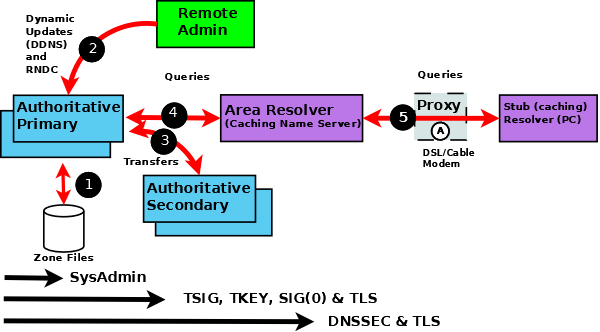 Dynamic
Updates
(DDNS)
and
RNDC
2
Remote
Admin
Queries
Queries
Authoritative
Primary
4
3
Area Resolver
(Caching Name Server)
5
Proxy
A
Stub (caching)
Resolver (PC)
DSL/Cable
Modem
Transfers
1
Authoritative
Secondary
Zone Files
SysAdmin
TSIG, TKEY, SIG(0) & TLS
DNSSEC & TLS